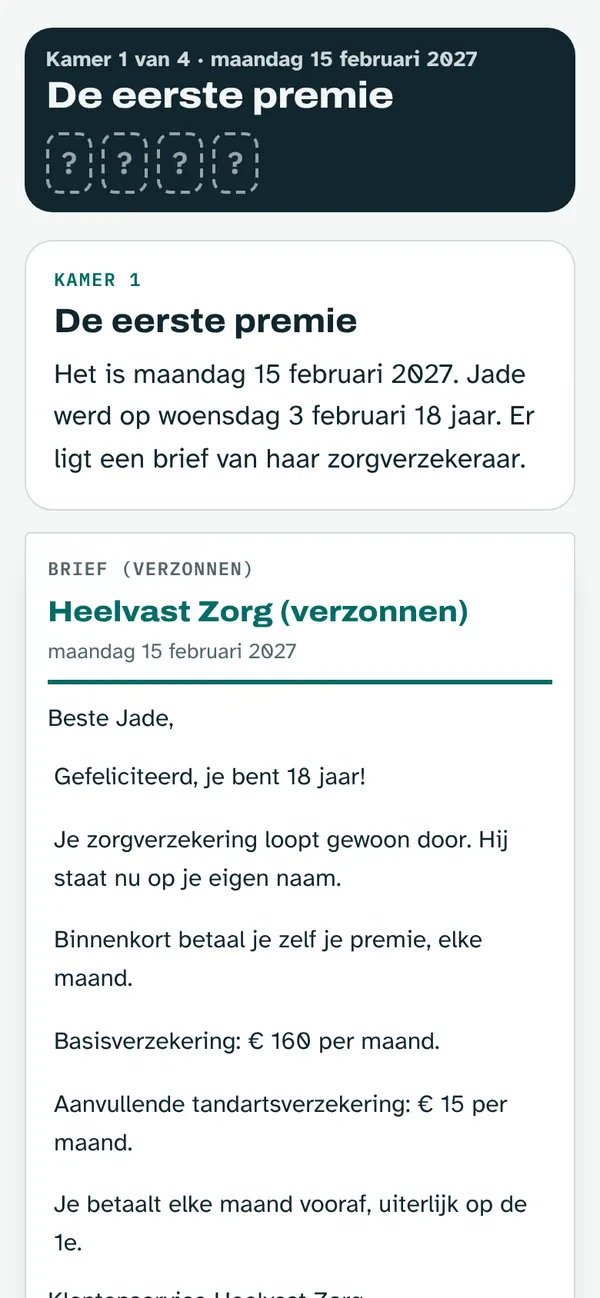 Kamer 1 van 4 · maandag 15 februari 2027
De eerste premie
? ? ? ?
KAMER 1
De eerste premie
Het is maandag 15 februari 2027. Jade
werd op woensdag 3 februari 18 jaar. Er
ligt een brief van haar zorgverzekeraar.
BRIEF (VERZONNEN)
Heelvast Zorg (verzonnen)
maandag 15 februari 2027
Beste Jade,
Gefeliciteerd, je bent 18 jaar!
Je zorgverzekering loopt gewoon door. Hij
staat nu op je eigen naam.
Binnenkort betaal je zelf je premie, elke
maand.
Basisverzekering: € 160 per maand.
Aanvullende tandartsverzekering: € 15 per
maand.
Je betaalt elke maand vooraf, uiterlijk op de
1e.
Klantenservice Heelvast Zorg